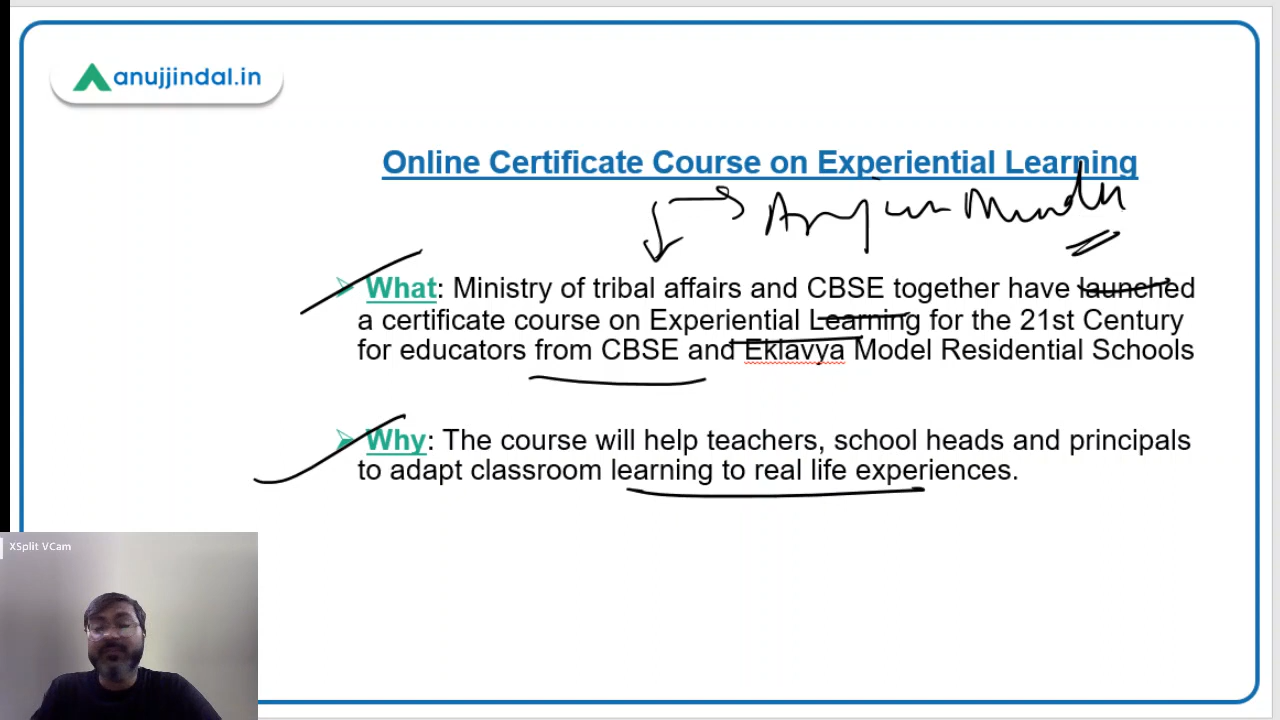 anujjindal.in
Online Certificate Course on Experiential Learning
Arjun Munda
What: Ministry of tribal affairs and CBSE together have launched
a certificate course on Experiential Learning for the 21st Century
for educators from CBSE and Eklavya Model Residential Schools
Why: The course will help teachers, school heads and principals
to adapt classroom learning to real life experiences.
XSplit VCam